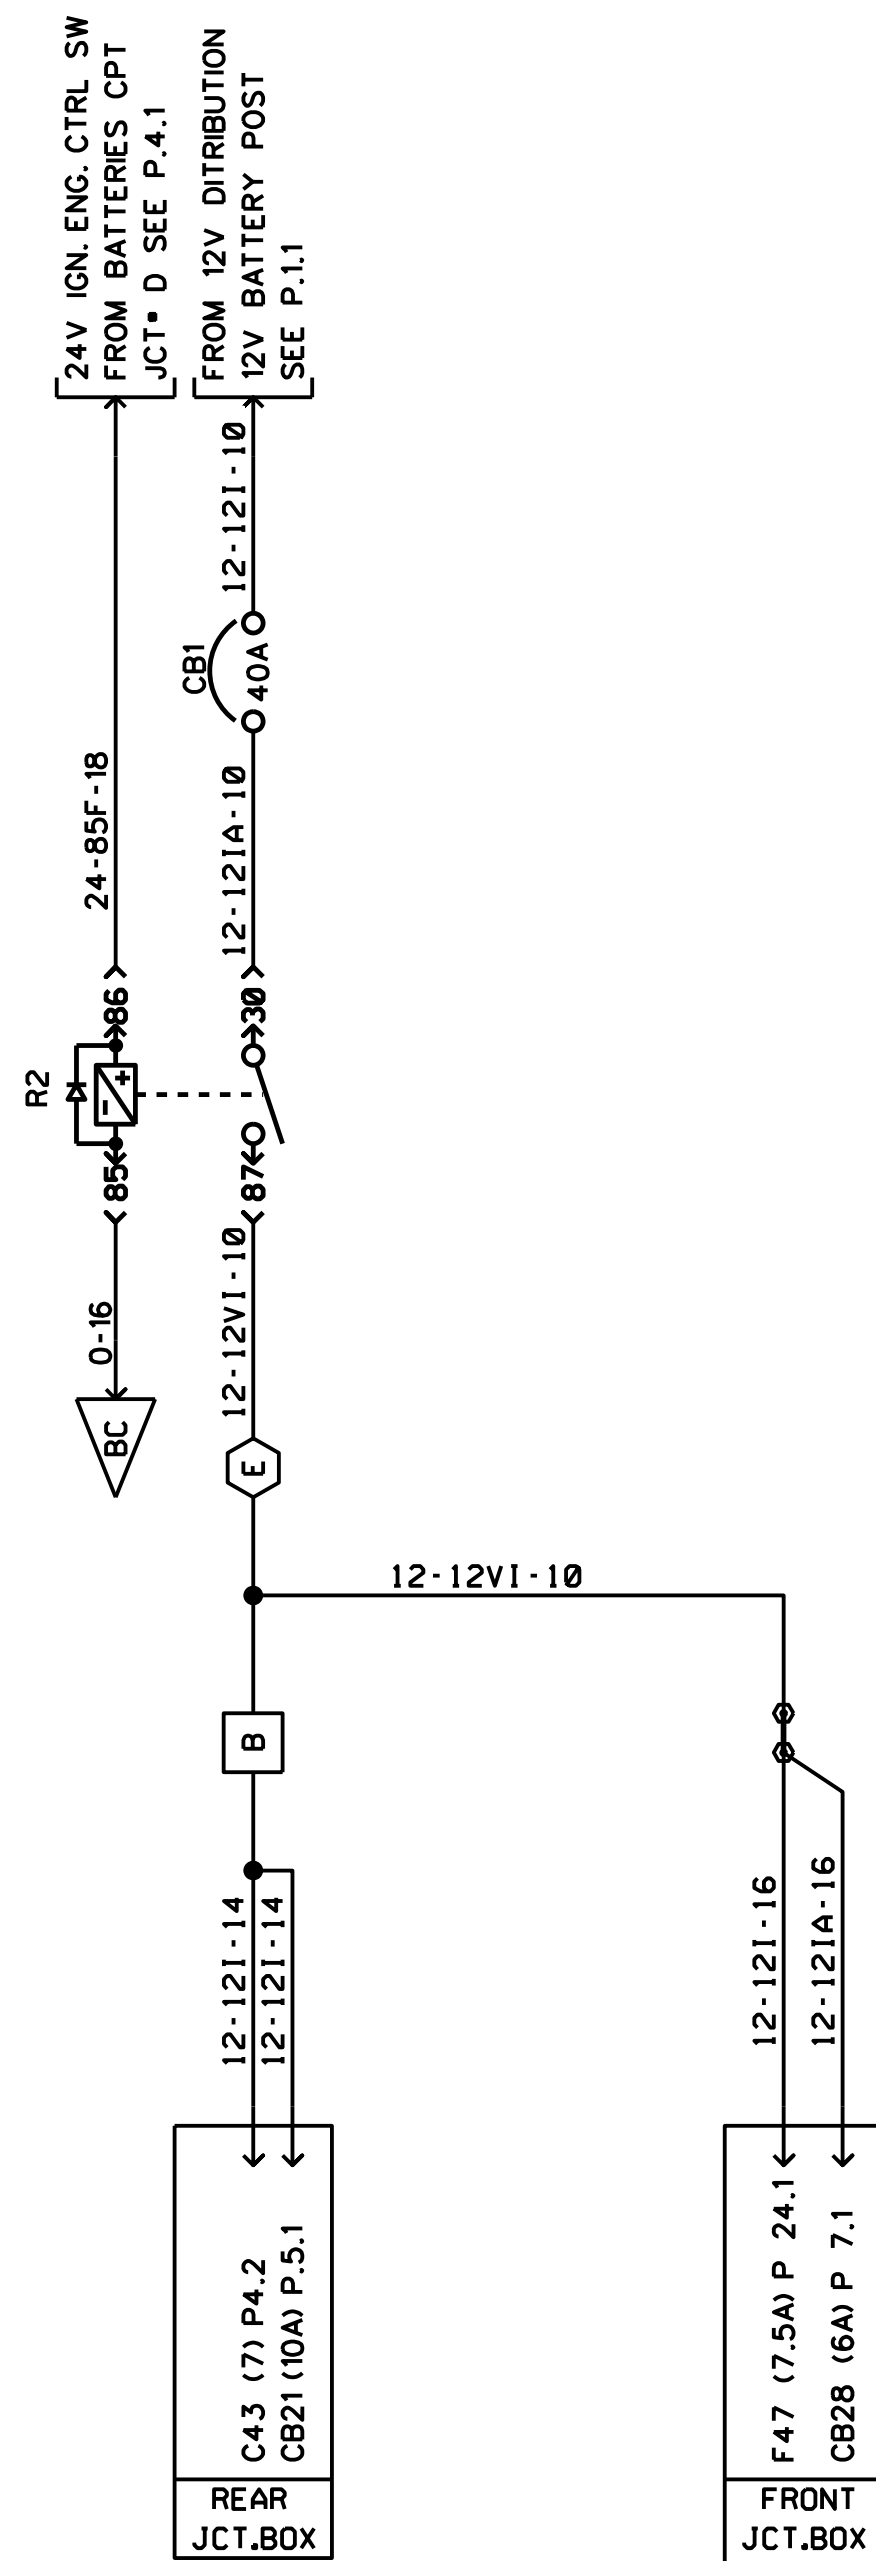 24V IGN. ENG. CTRL SW
FROM BATTERIES CPT
JCT• D SEE P.4.1
FROM 12V DITRIBUTION
12V BATTERY POST
SEE P.1.1
12-12I-10
CB1
40A
24-85F-18
12-12IA-10
86
30
R2
+
-
85
87
0-16
12-12VI-10
BC
E
12-12VI-10
B
12-12I-14
12-12I-14
12-12I-16
12-12IA-16
C43 (7) P4.2
CB21 (10A) P.5.1
F47 (7.5A) P 24.1
CB28 (6A) P 7.1
REAR
JCT.BOX
FRONT
JCT.BOX